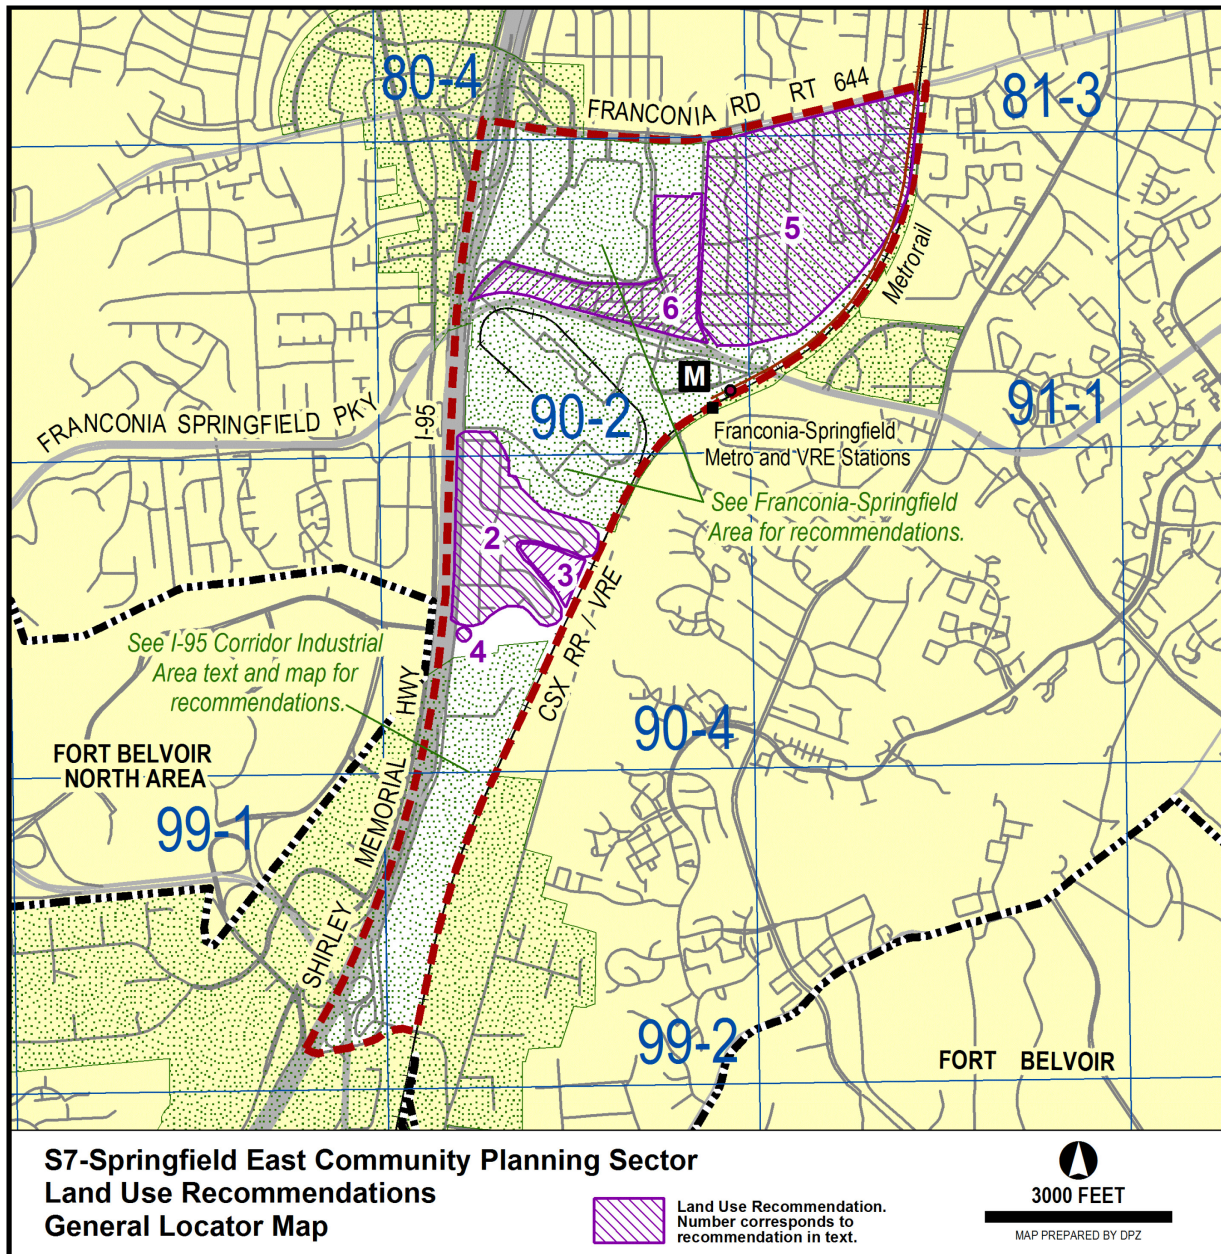 80-4
FRANCONIA RD RT 644
81-3
5
Metrorail
6
M
FRANCONIA SPRINGFIELD PKY
I-95
90-2
91-1
Franconia-Springfield
Metro and VRE Stations
See Franconia-Springfield
Area for recommendations.
2
3
4
CSX RR / VRE
See I-95 Corridor Industrial
Area text and map for
recommendations.
SHIRLEY MEMORIAL HWY
FORT BELVOIR
NORTH AREA
90-4
99-1
99-2
FORT BELVOIR
S7-Springfield East Community Planning Sector
Land Use Recommendations
General Locator Map
Land Use Recommendation.
Number corresponds to
recommendation in text.
3000 FEET
MAP PREPARED BY DPZ